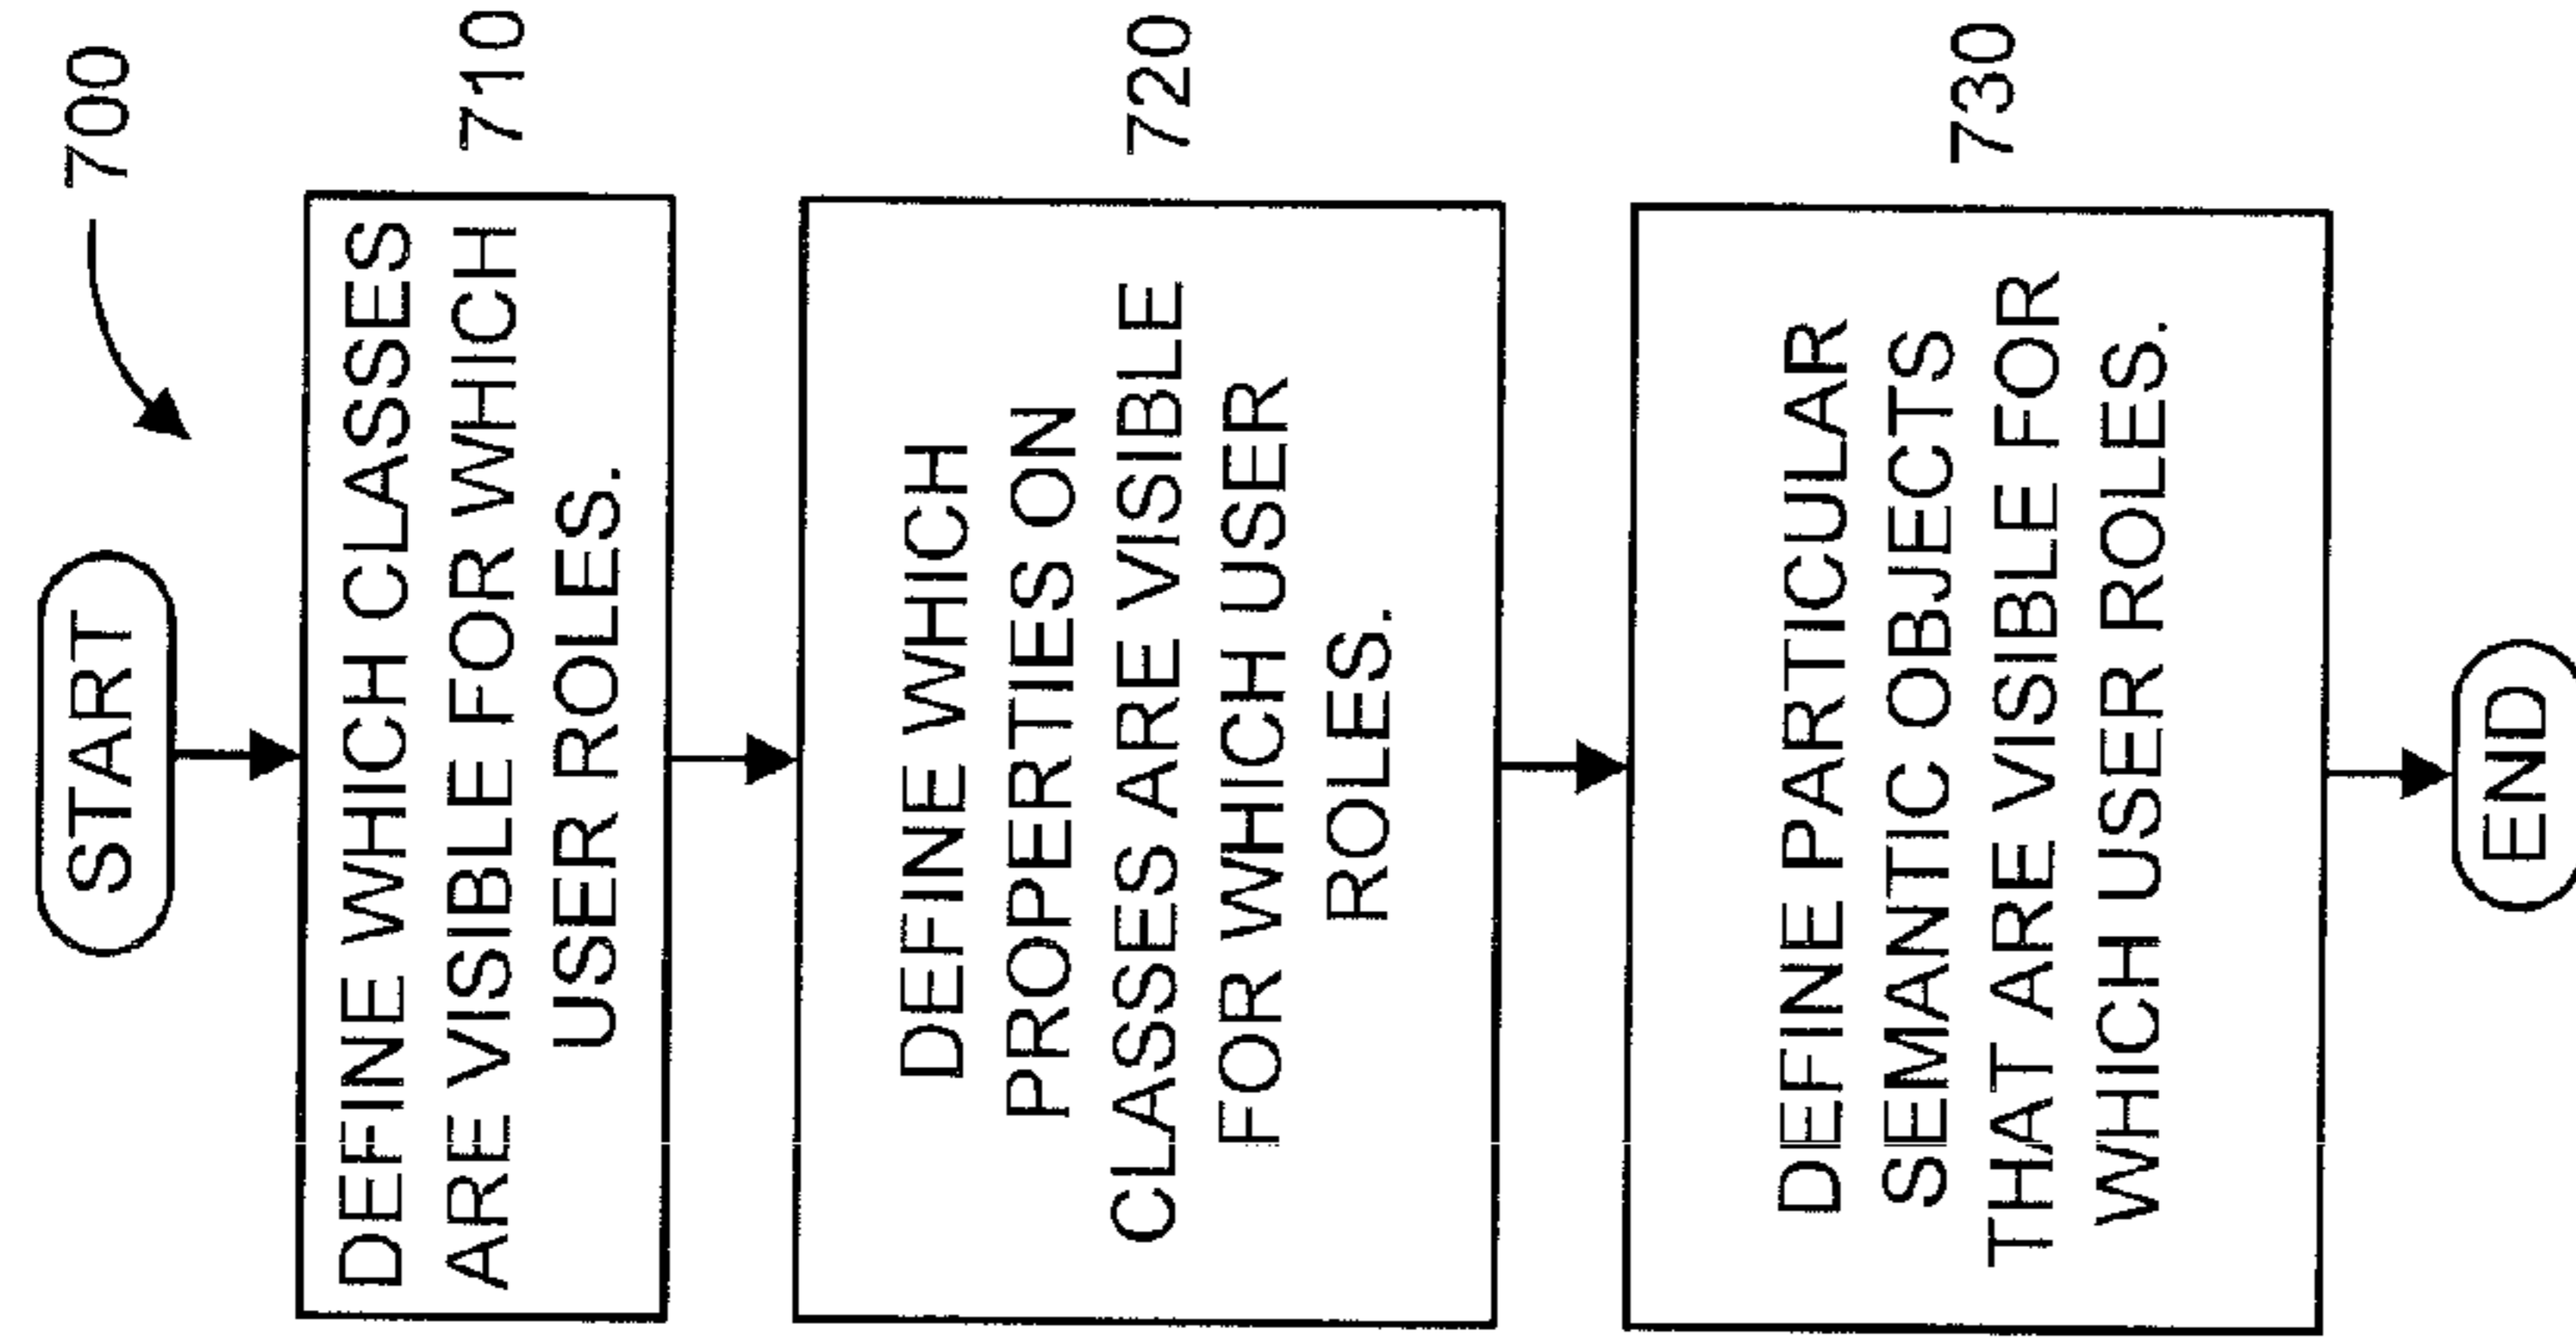 700
START
DEFINE WHICH CLASSES
ARE VISIBLE FOR WHICH
USER ROLES.
710
DEFINE WHICH
PROPERTIES ON
CLASSES ARE VISIBLE
FOR WHICH USER
ROLES.
720
DEFINE PARTICULAR
SEMANTIC OBJECTS
THAT ARE VISIBLE FOR
WHICH USER ROLES.
730
END